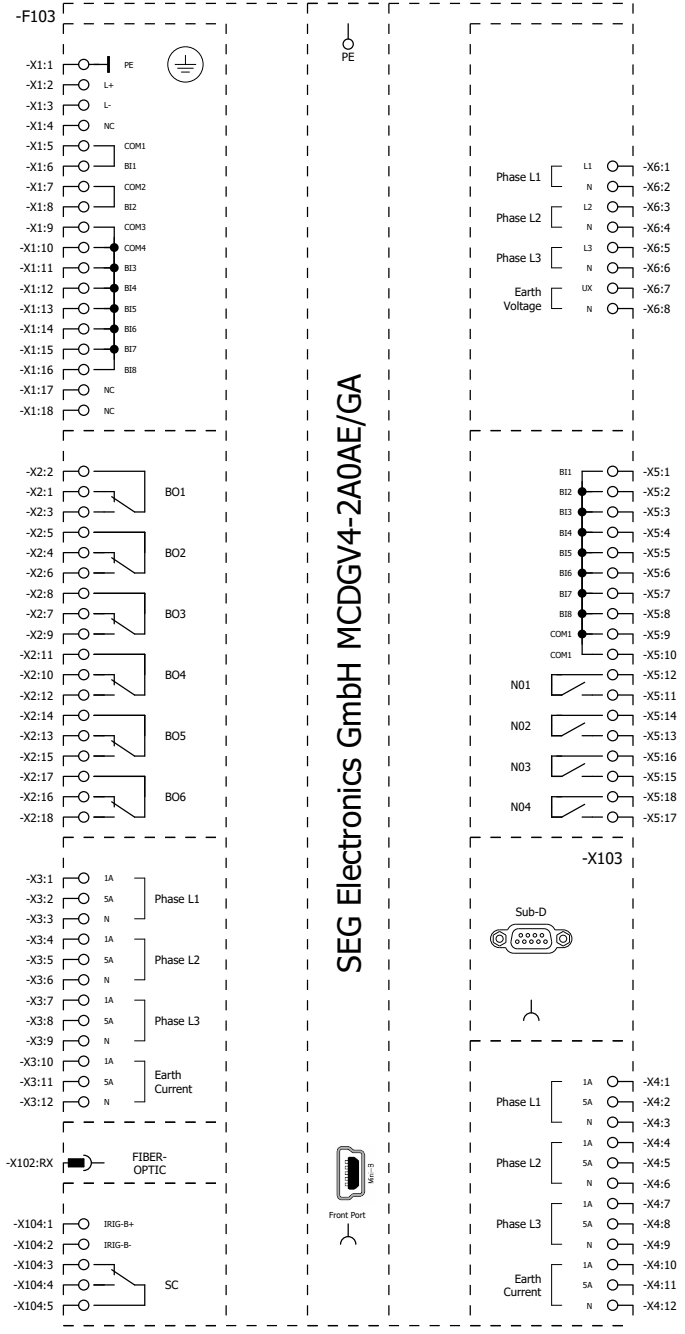 -F103
-X1:1 PE
-X1:2 L+
-X1:3 L-
-X1:4 NC
-X1:5 COM1
-X1:6 BI1
-X1:7 COM2
-X1:8 BI2
-X1:9 COM3
-X1:10 COM4
-X1:11 BI3
-X1:12 BI4
-X1:13 BI5
-X1:14 BI6
-X1:15 BI7
-X1:16 BI8
-X1:17 NC
-X1:18 NC
-X2:2
-X2:1 BO1
-X2:3
-X2:5
-X2:4 BO2
-X2:6
-X2:8
-X2:7 BO3
-X2:9
-X2:11
-X2:10 BO4
-X2:12
-X2:14
-X2:13 BO5
-X2:15
-X2:17
-X2:16 BO6
-X2:18
-X3:1 1A
-X3:2 5A Phase L1
-X3:3 N
-X3:4 1A
-X3:5 5A Phase L2
-X3:6 N
-X3:7 1A
-X3:8 5A Phase L3
-X3:9 N
-X3:10 1A
-X3:11 5A Earth
Current
-X3:12 N
-X102:RX FIBER-
OPTIC
-X104:1 IRIG-B+
-X104:2 IRIG-B-
-X104:3
-X104:4 SC
-X104:5
PE
SEG Electronics GmbH MCDGV4-2A0AE/GA
Mini-B
Front Port
Phase L1
L1 -X6:1
N -X6:2
Phase L2
L2 -X6:3
N -X6:4
Phase L3
L3 -X6:5
N -X6:6
Earth
Voltage
UX -X6:7
N -X6:8
BI1 -X5:1
BI2 -X5:2
BI3 -X5:3
BI4 -X5:4
BI5 -X5:5
BI6 -X5:6
BI7 -X5:7
BI8 -X5:8
COM1 -X5:9
COM1 -X5:10
-X5:12
N01
-X5:11
-X5:14
N02
-X5:13
-X5:16
N03
-X5:15
-X5:18
N04
-X5:17
-X103
Sub-D
1A -X4:1
Phase L1 5A -X4:2
N -X4:3
1A -X4:4
Phase L2 5A -X4:5
N -X4:6
1A -X4:7
Phase L3 5A -X4:8
N -X4:9
1A -X4:10
Earth
Current
5A -X4:11
N -X4:12